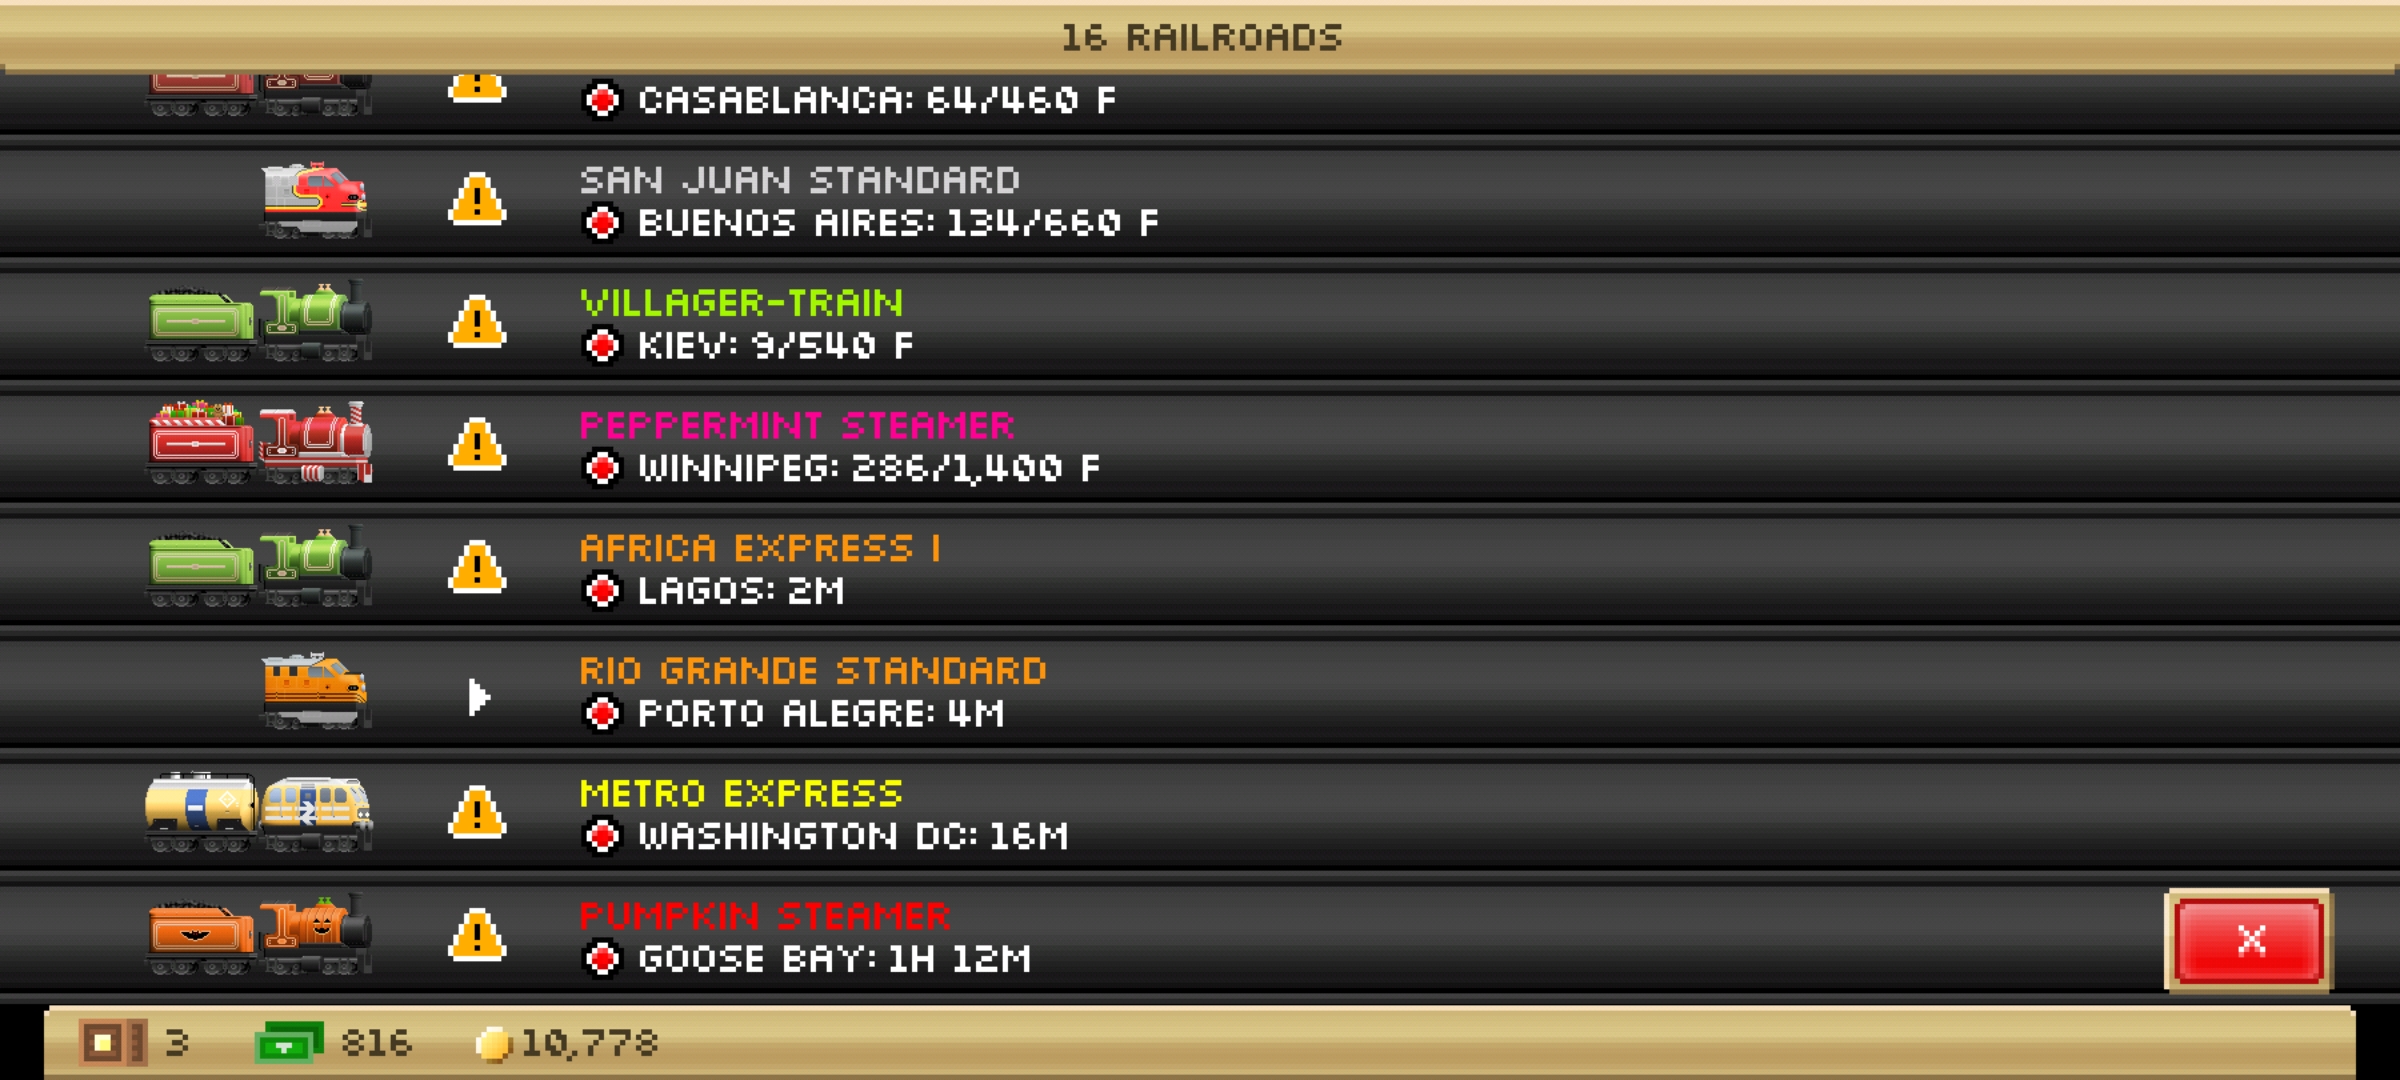 16 RAILROADS
CASABLANCA: 64/460 F
SAN JUAN STANDARD
BUENOS AIRES: 134/660 F
VILLAGER-TRAIN
KIEV: 9/540 F
PEPPERMINT STEAMER
WINNIPEG: 286/1,400 F
AFRICA EXPRESS I
LAGOS: 2M
RIO GRANDE STANDARD
PORTO ALEGRE: 4M
METRO EXPRESS
WASHINGTON DC: 16M
PUMPKIN STEAMER
GOOSE BAY: 1H 12M
X
3 816 10,778